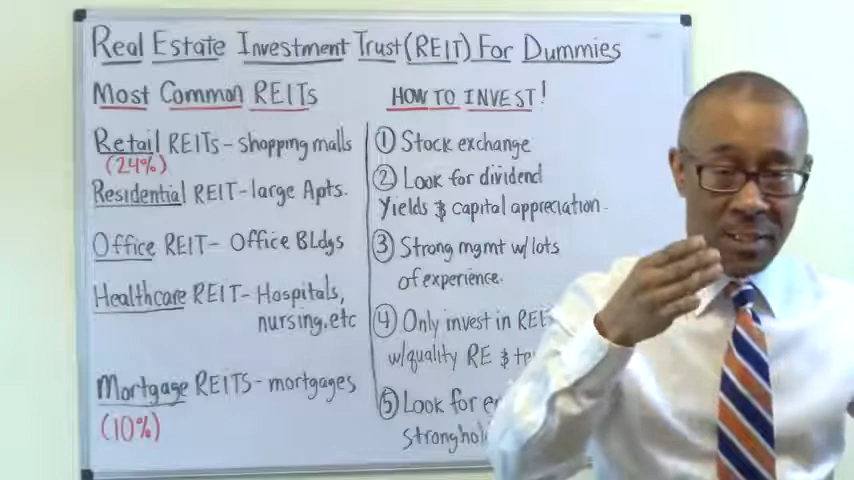 Real Estate Investment Trust (REIT) For Dummies
Most Common REITs
Retail REITs - shopping malls
(24%)
Residential REIT - large Apts.
Office REIT - Office BLdgs
Healthcare REIT - Hospitals,
nursing, etc
Mortgage REITS - mortgages
(10%)
HOW TO INVEST!
① Stock exchange
② Look for dividend
yields & capital appreciation.
③ Strong mgmt w/lots
of experience.
④ Only invest in
w/quality RE &
⑤ Look for